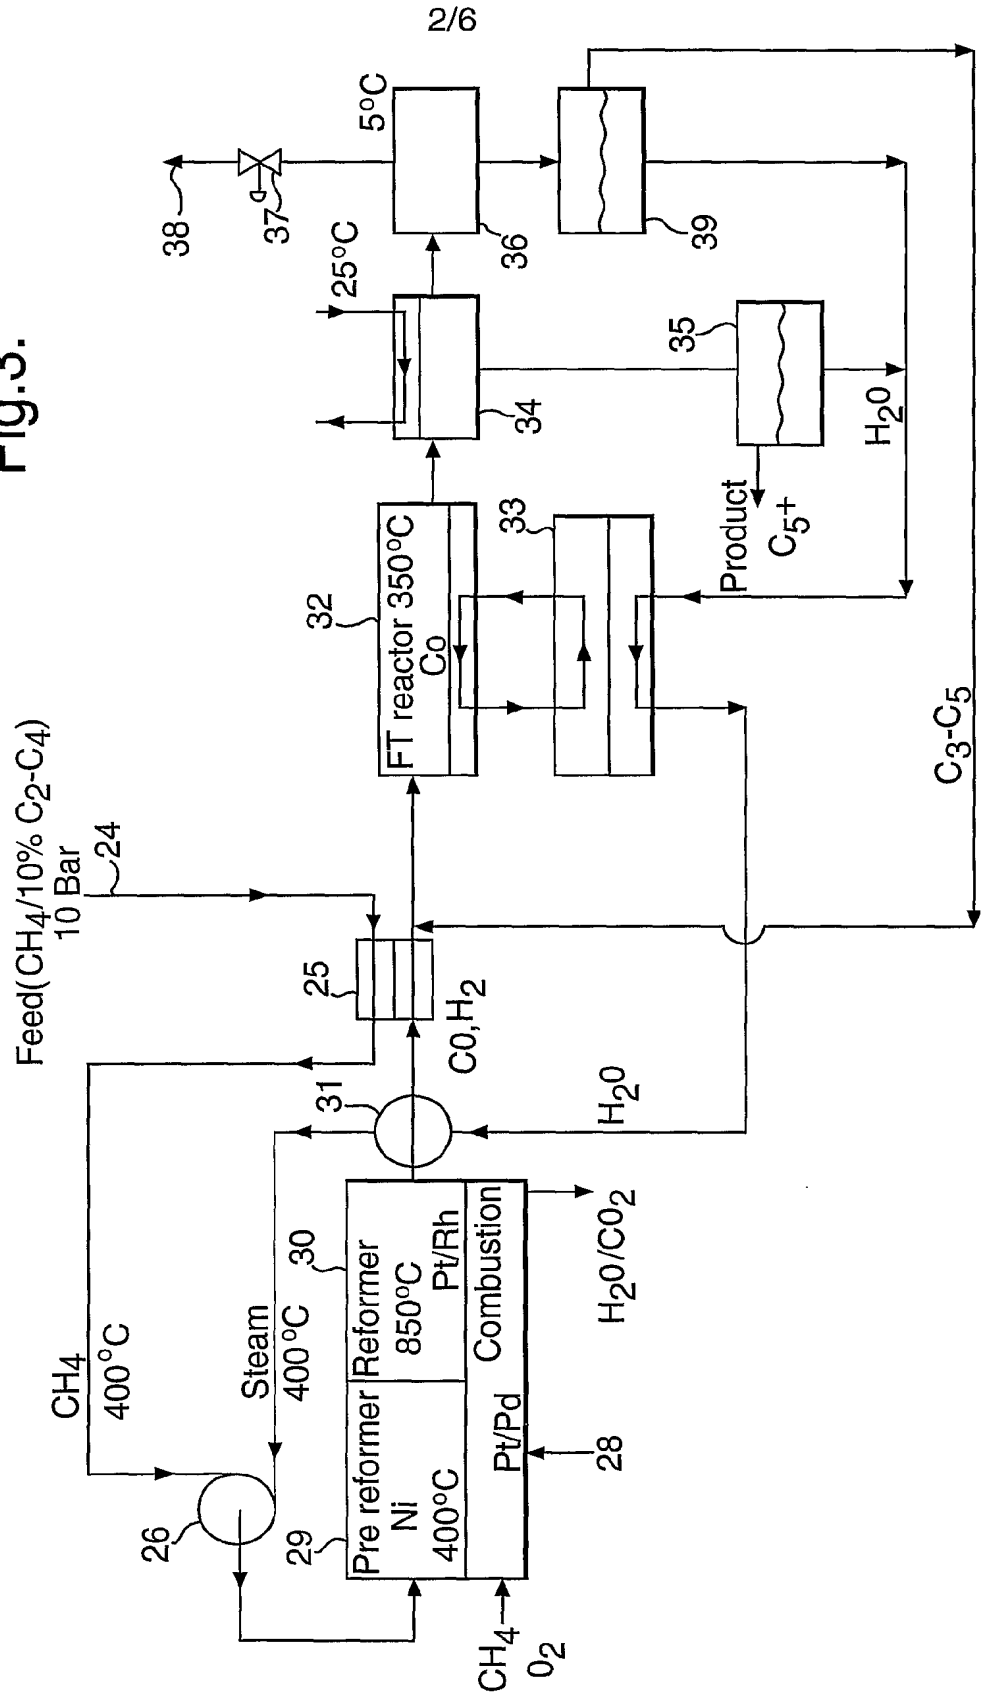 2/6
Fig.3.
Feed(CH4/10% C2-C4)
10 Bar
24
25
CH4
400°C
Steam
400°C
26
31
CO,H2
H2O
29
Pre reformer
Ni
400°C
30
Reformer
850°C
Pt/Rh
Combustion
Pt/Pd
28
CH4
O2
H2O/CO2
32
FT reactor 350°C
Co
33
34
25°C
35
Product
C5+
H2O
36
5°C
37
38
39
C3-C5